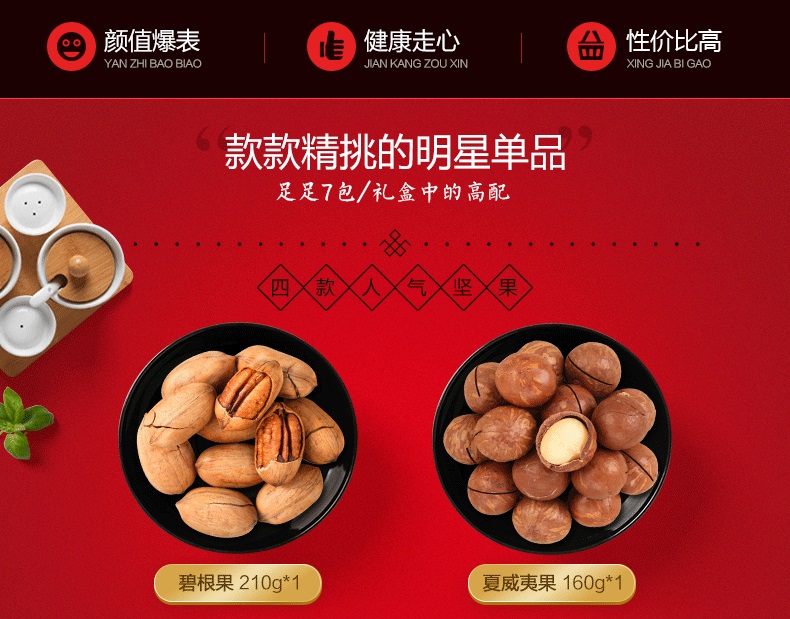 颜值爆表
YAN ZHI BAO BIAO
健康走心
JIAN KANG ZOU XIN
性价比高
XING JIA BI GAO
“款款精挑的明星单品”
足足7包/礼盒中的高配
四款人气坚果
碧根果 210g*1
夏威夷果 160g*1